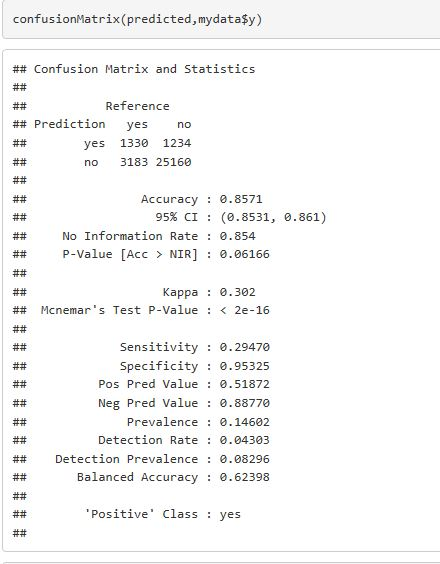 confusionMatrix(predicted,mydata$y)
## Confusion Matrix and Statistics
##
##           Reference
## Prediction   yes    no
##        yes  1330  1234
##        no   3183 25160
##
##                Accuracy : 0.8571
##                  95% CI : (0.8531, 0.861)
##     No Information Rate : 0.854
##     P-Value [Acc > NIR] : 0.06166
##
##                   Kappa : 0.302
##  Mcnemar's Test P-Value : < 2e-16
##
##             Sensitivity : 0.29470
##             Specificity : 0.95325
##          Pos Pred Value : 0.51872
##          Neg Pred Value : 0.88770
##              Prevalence : 0.14602
##          Detection Rate : 0.04303
##    Detection Prevalence : 0.08296
##       Balanced Accuracy : 0.62398
##
##        'Positive' Class : yes
##